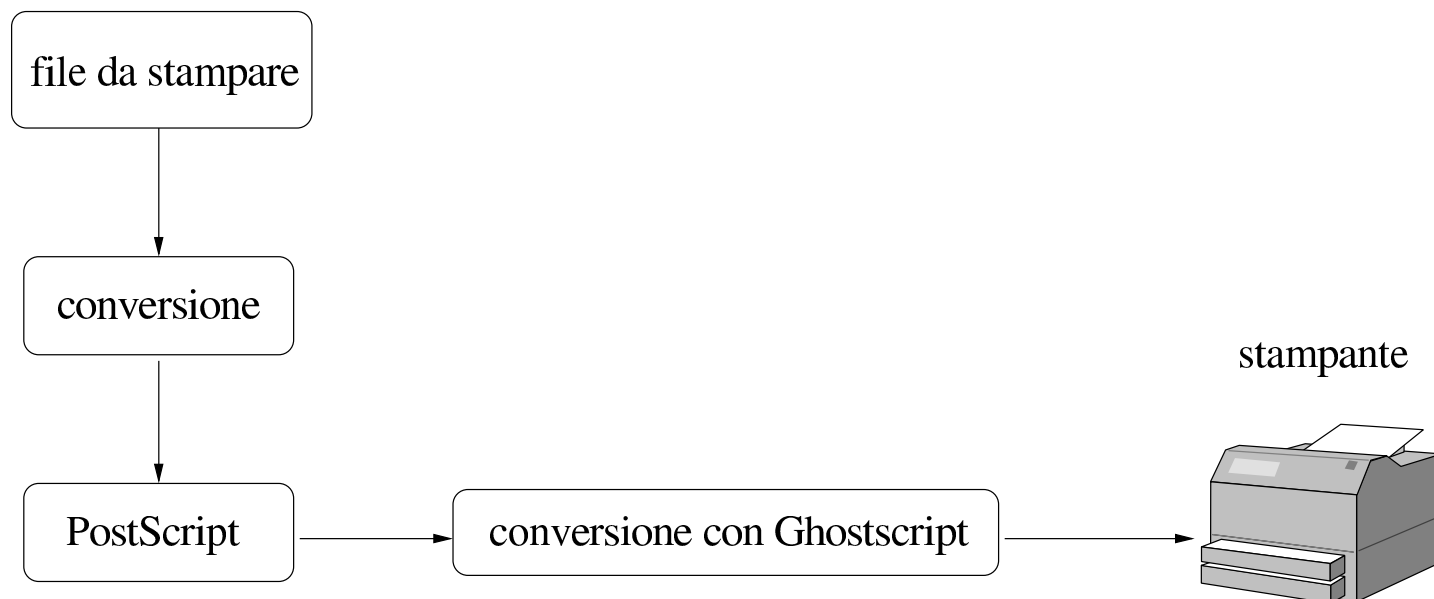 file da stampare
conversione
stampante
PostScript
conversione con Ghostscript